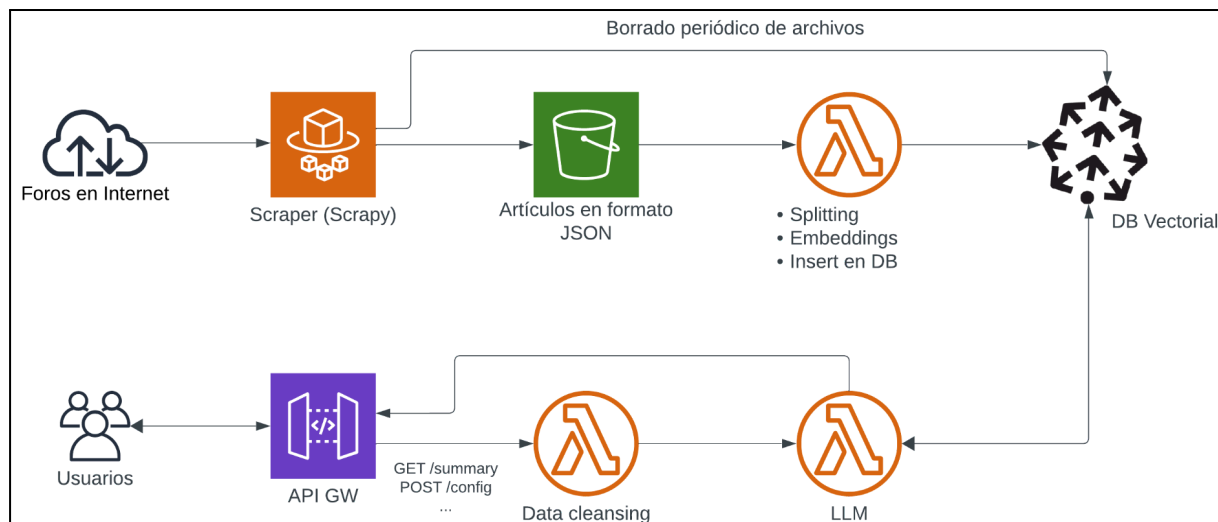 Borrado periódico de archivos
Foros en Internet
Scraper (Scrapy)
Artículos en formato
JSON
• Splitting
• Embeddings
• Insert en DB
DB Vectorial
</>
Usuarios
API GW
GET /summary
POST /config
...
Data cleansing
LLM